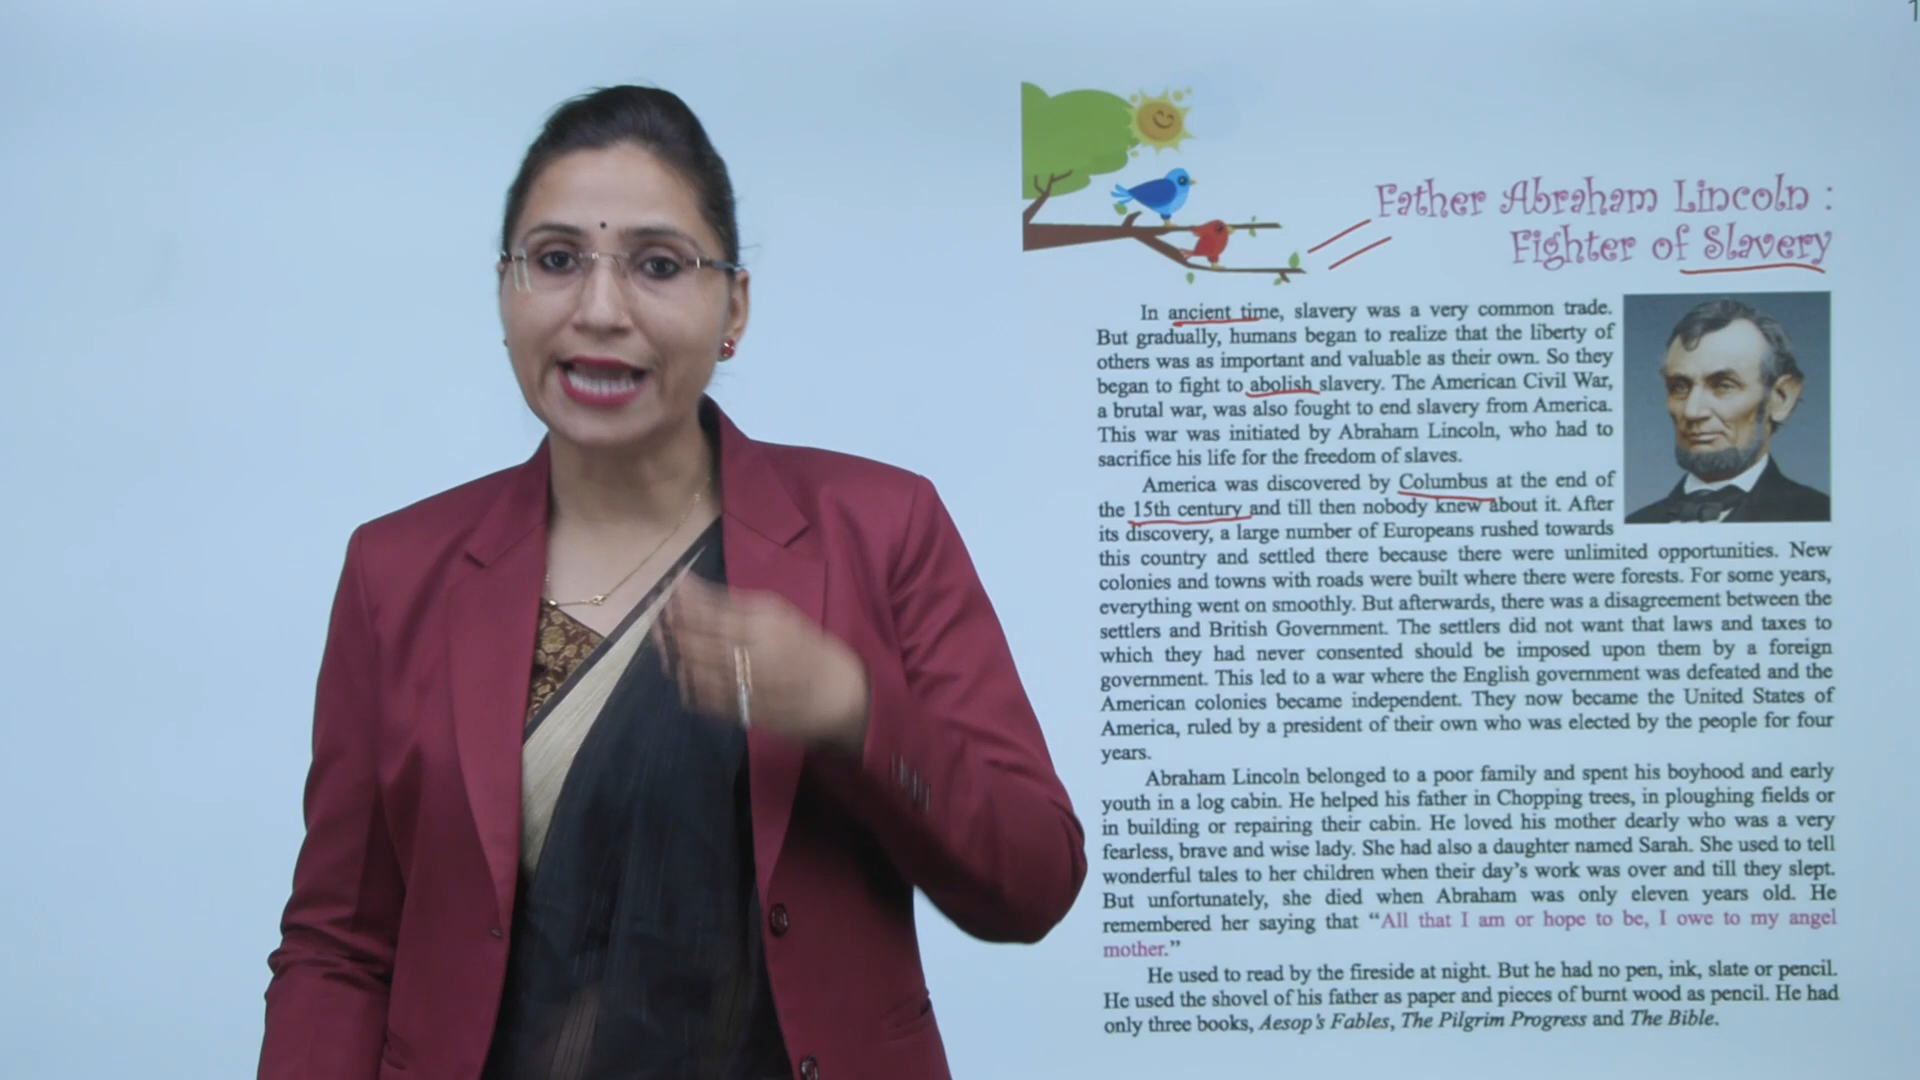 Father Abraham Lincoln :
Fighter of Slavery
In ancient time, slavery was a very common trade.
But gradually, humans began to realize that the liberty of
others was as important and valuable as their own. So they
began to fight to abolish slavery. The American Civil War,
a brutal war, was also fought to end slavery from America.
This war was initiated by Abraham Lincoln, who had to
sacrifice his life for the freedom of slaves.
America was discovered by Columbus at the end of
the 15th century and till then nobody knew about it. After
its discovery, a large number of Europeans rushed towards
this country and settled there because there were unlimited opportunities. New
colonies and towns with roads were built where there were forests. For some years,
everything went on smoothly. But afterwards, there was a disagreement between the
settlers and British Government. The settlers did not want that laws and taxes to
which they had never consented should be imposed upon them by a foreign
government. This led to a war where the English government was defeated and the
American colonies became independent. They now became the United States of
America, ruled by a president of their own who was elected by the people for four
years.
Abraham Lincoln belonged to a poor family and spent his boyhood and early
youth in a log cabin. He helped his father in Chopping trees, in ploughing fields or
in building or repairing their cabin. He loved his mother dearly who was a very
fearless, brave and wise lady. She had also a daughter named Sarah. She used to tell
wonderful tales to her children when their day's work was over and till they slept.
But unfortunately, she died when Abraham was only eleven years old. He
remembered her saying that “All that I am or hope to be, I owe to my angel
mother.”
He used to read by the fireside at night. But he had no pen, ink, slate or pencil.
He used the shovel of his father as paper and pieces of burnt wood as pencil. He had
only three books, Aesop's Fables, The Pilgrim Progress and The Bible.